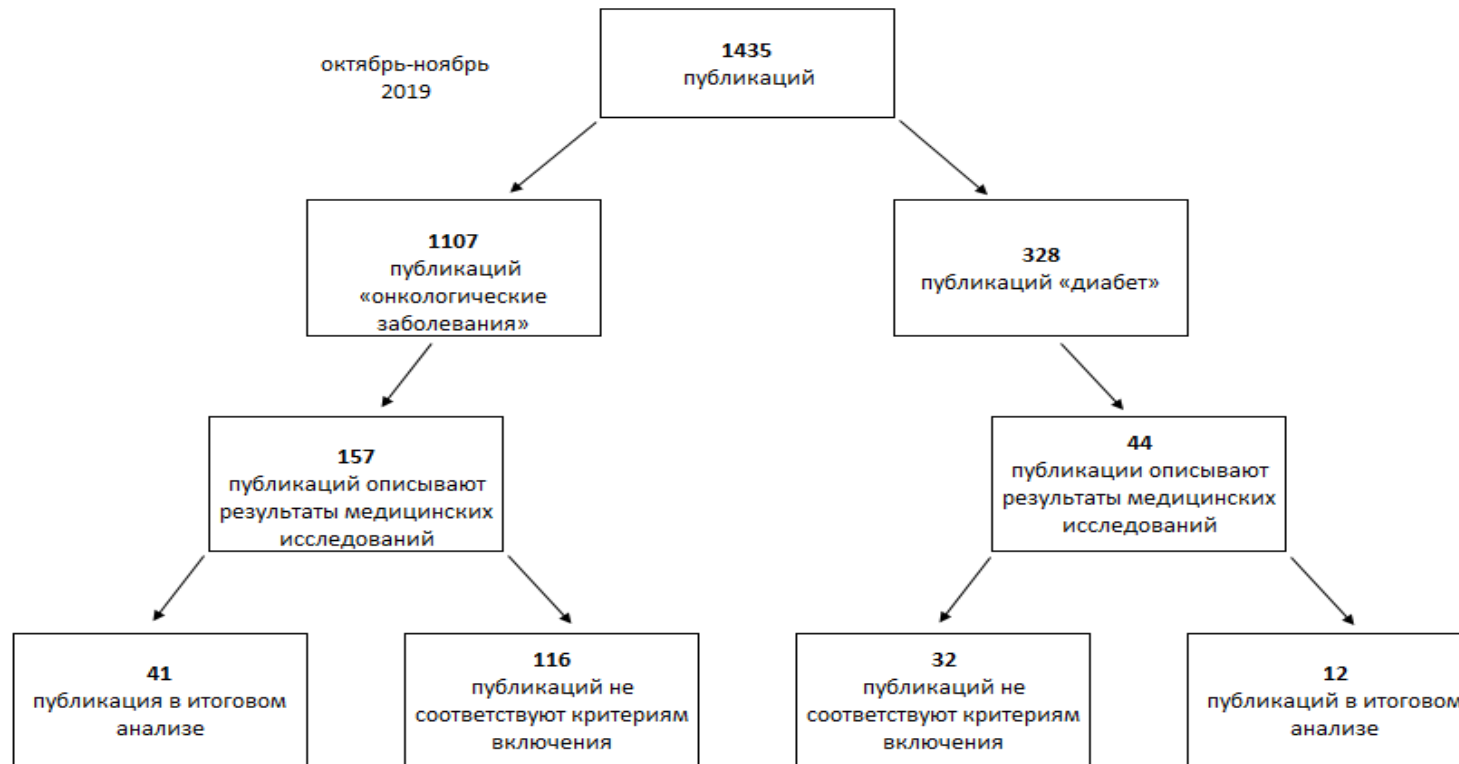 октябрь-ноябрь
2019
1435
публикаций
1107
публикаций
«онкологические
заболевания»
328
публикаций «диабет»
157
публикаций описывают
результаты медицинских
исследований
44
публикации описывают
результаты медицинских
исследований
41
публикация в итоговом
анализе
116
публикаций не
соответствуют критериям
включения
32
публикаций не
соответствуют критериям
включения
12
публикаций в итоговом
анализе